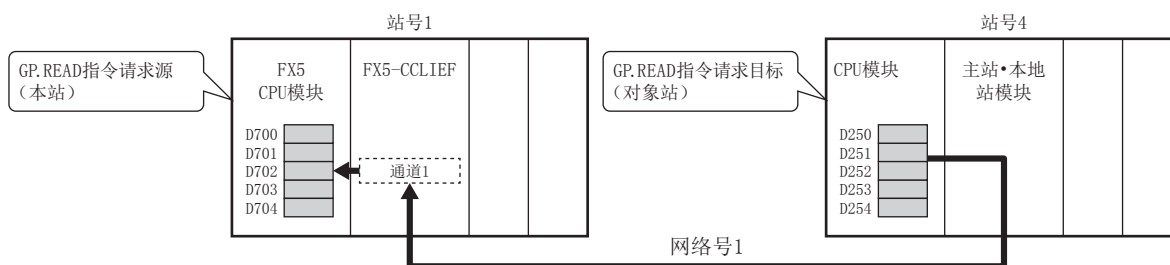 站号1
站号4
GP.READ指令请求源
（本站）
FX5
CPU模块
FX5-CCLIEF
D700
D701
D702
D703
D704
通道1
GP.READ指令请求目标
（对象站）
CPU模块
主站•本地
站模块
D250
D251
D252
D253
D254
网络号1